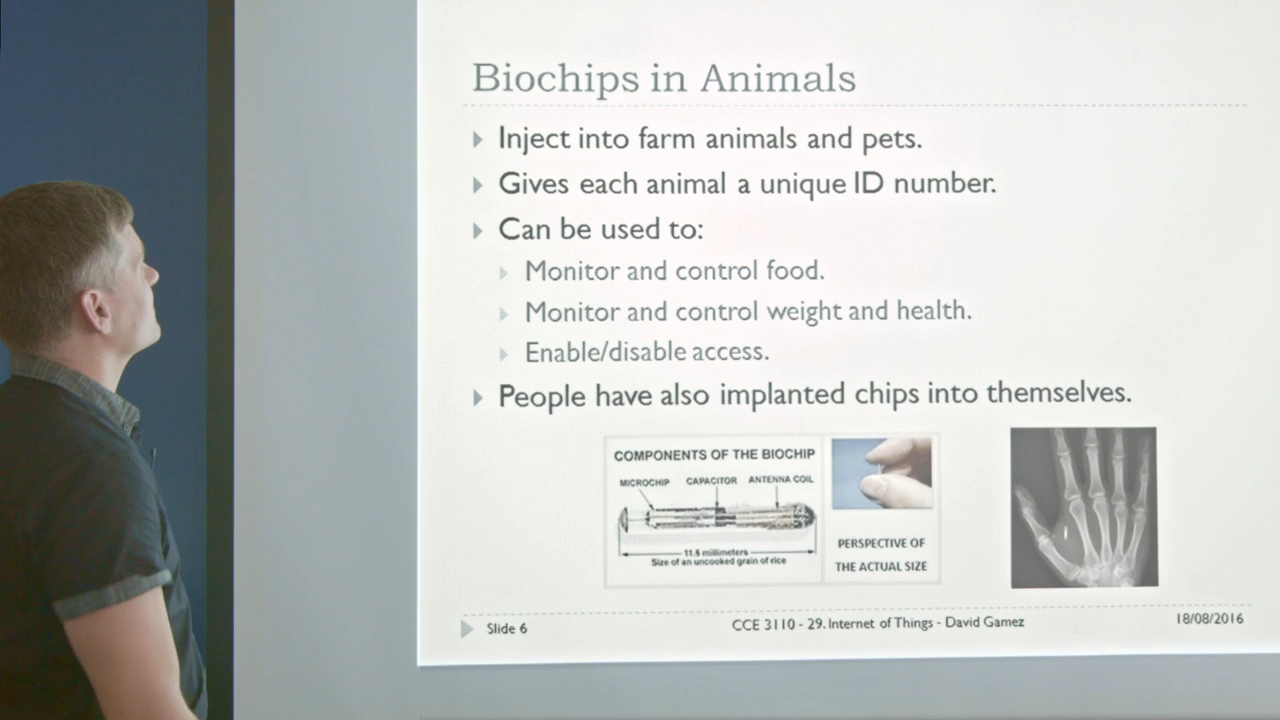 Biochips in Animals
Inject into farm animals and pets.
Gives each animal a unique ID number.
Can be used to:
Monitor and control food.
Monitor and control weight and health.
Enable/disable access.
People have also implanted chips into themselves.
COMPONENTS OF THE BIOCHIP
MICROCHIP CAPACITOR ANTENNA COIL
11.5 millimeters
Size of an uncooked grain of rice
PERSPECTIVE OF
THE ACTUAL SIZE
Slide 6 CCE 3110 - 29. Internet of Things - David Gamez 18/08/2016